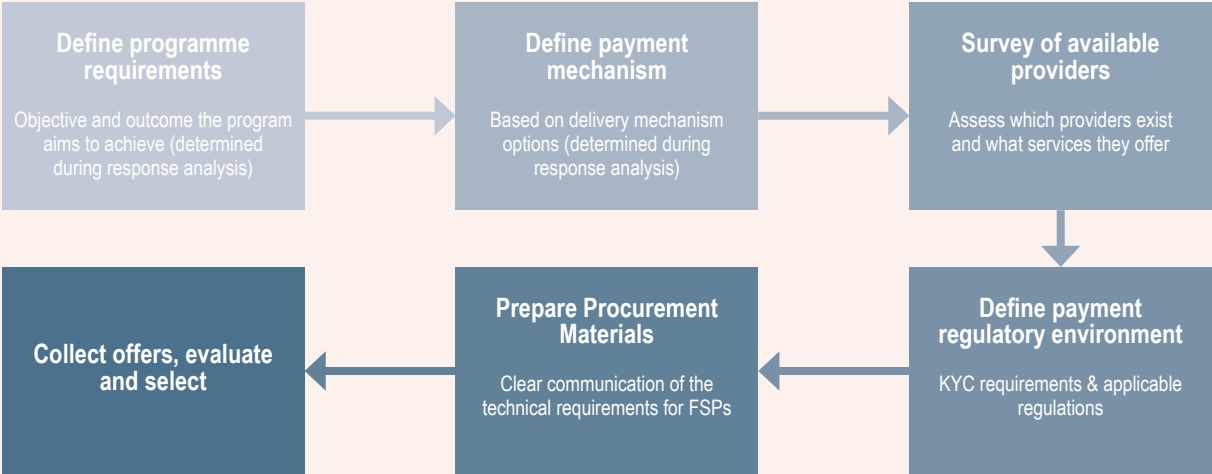 Define programme
requirements
Objective and outcome the program
aims to achieve (determined
during response analysis)
Define payment
mechanism
Based on delivery mechanism
options (determined during
response analysis)
Survey of available
providers
Assess which providers exist
and what services they offer
Define payment
regulatory environment
KYC requirements & applicable
regulations
Prepare Procurement
Materials
Clear communication of the
technical requirements for FSPs
Collect offers, evaluate
and select